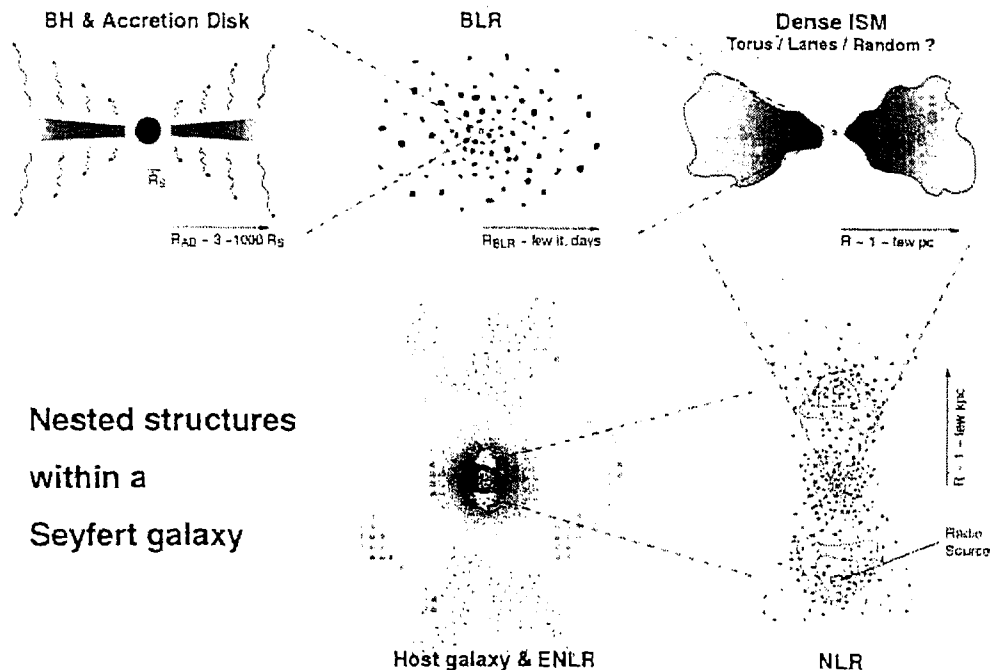 BH & Accretion Disk
BLR
Dense ISM
Torus / Lanes / Random ?
R_S
R_AD ~ 3 -1000 R_S
R_BLR ~ few lt. days
R ~ 1 - few pc
Nested structures
within a
Seyfert galaxy
R ~ 1 - few kpc
Radio
Source
Host galaxy & ENLR
NLR